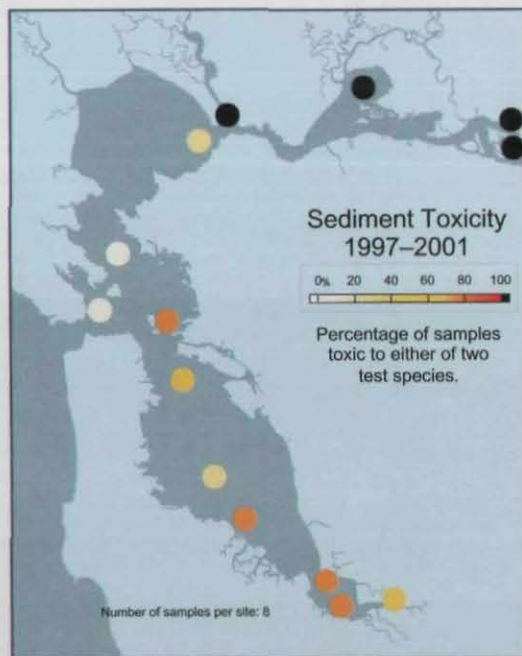 Sediment Toxicity
1997–2001
0% 20 40 60 80 100
Percentage of samples
toxic to either of two
test species.
Number of samples per site: 8